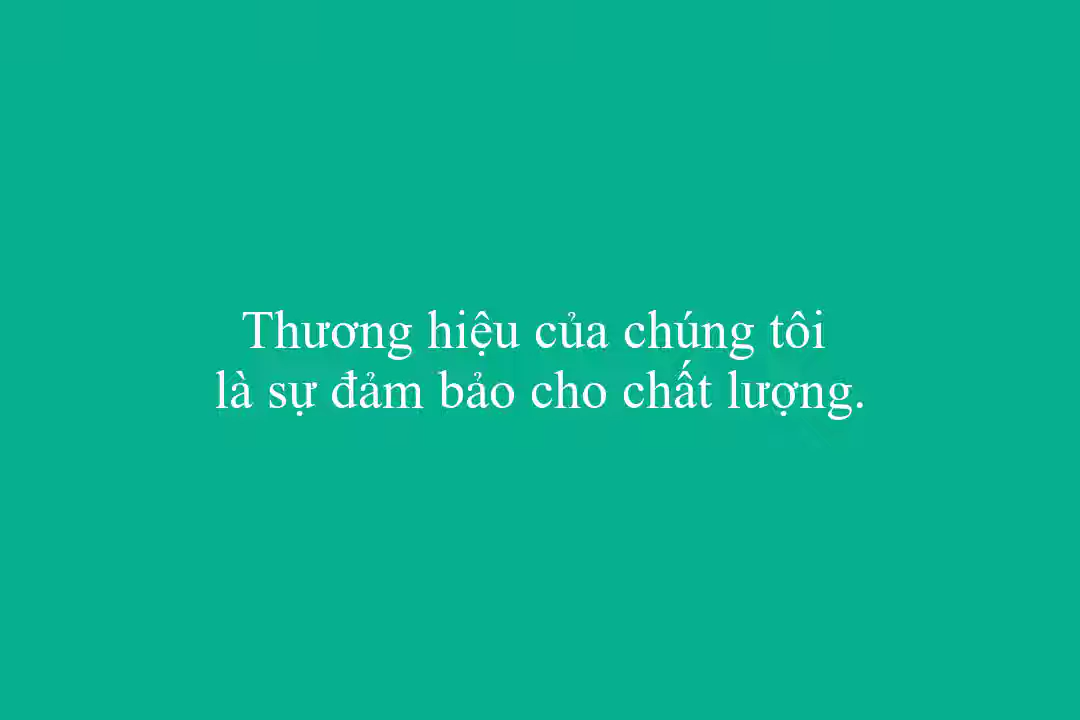 Thương hiệu của chúng tôi
là sự đảm bảo cho chất lượng.